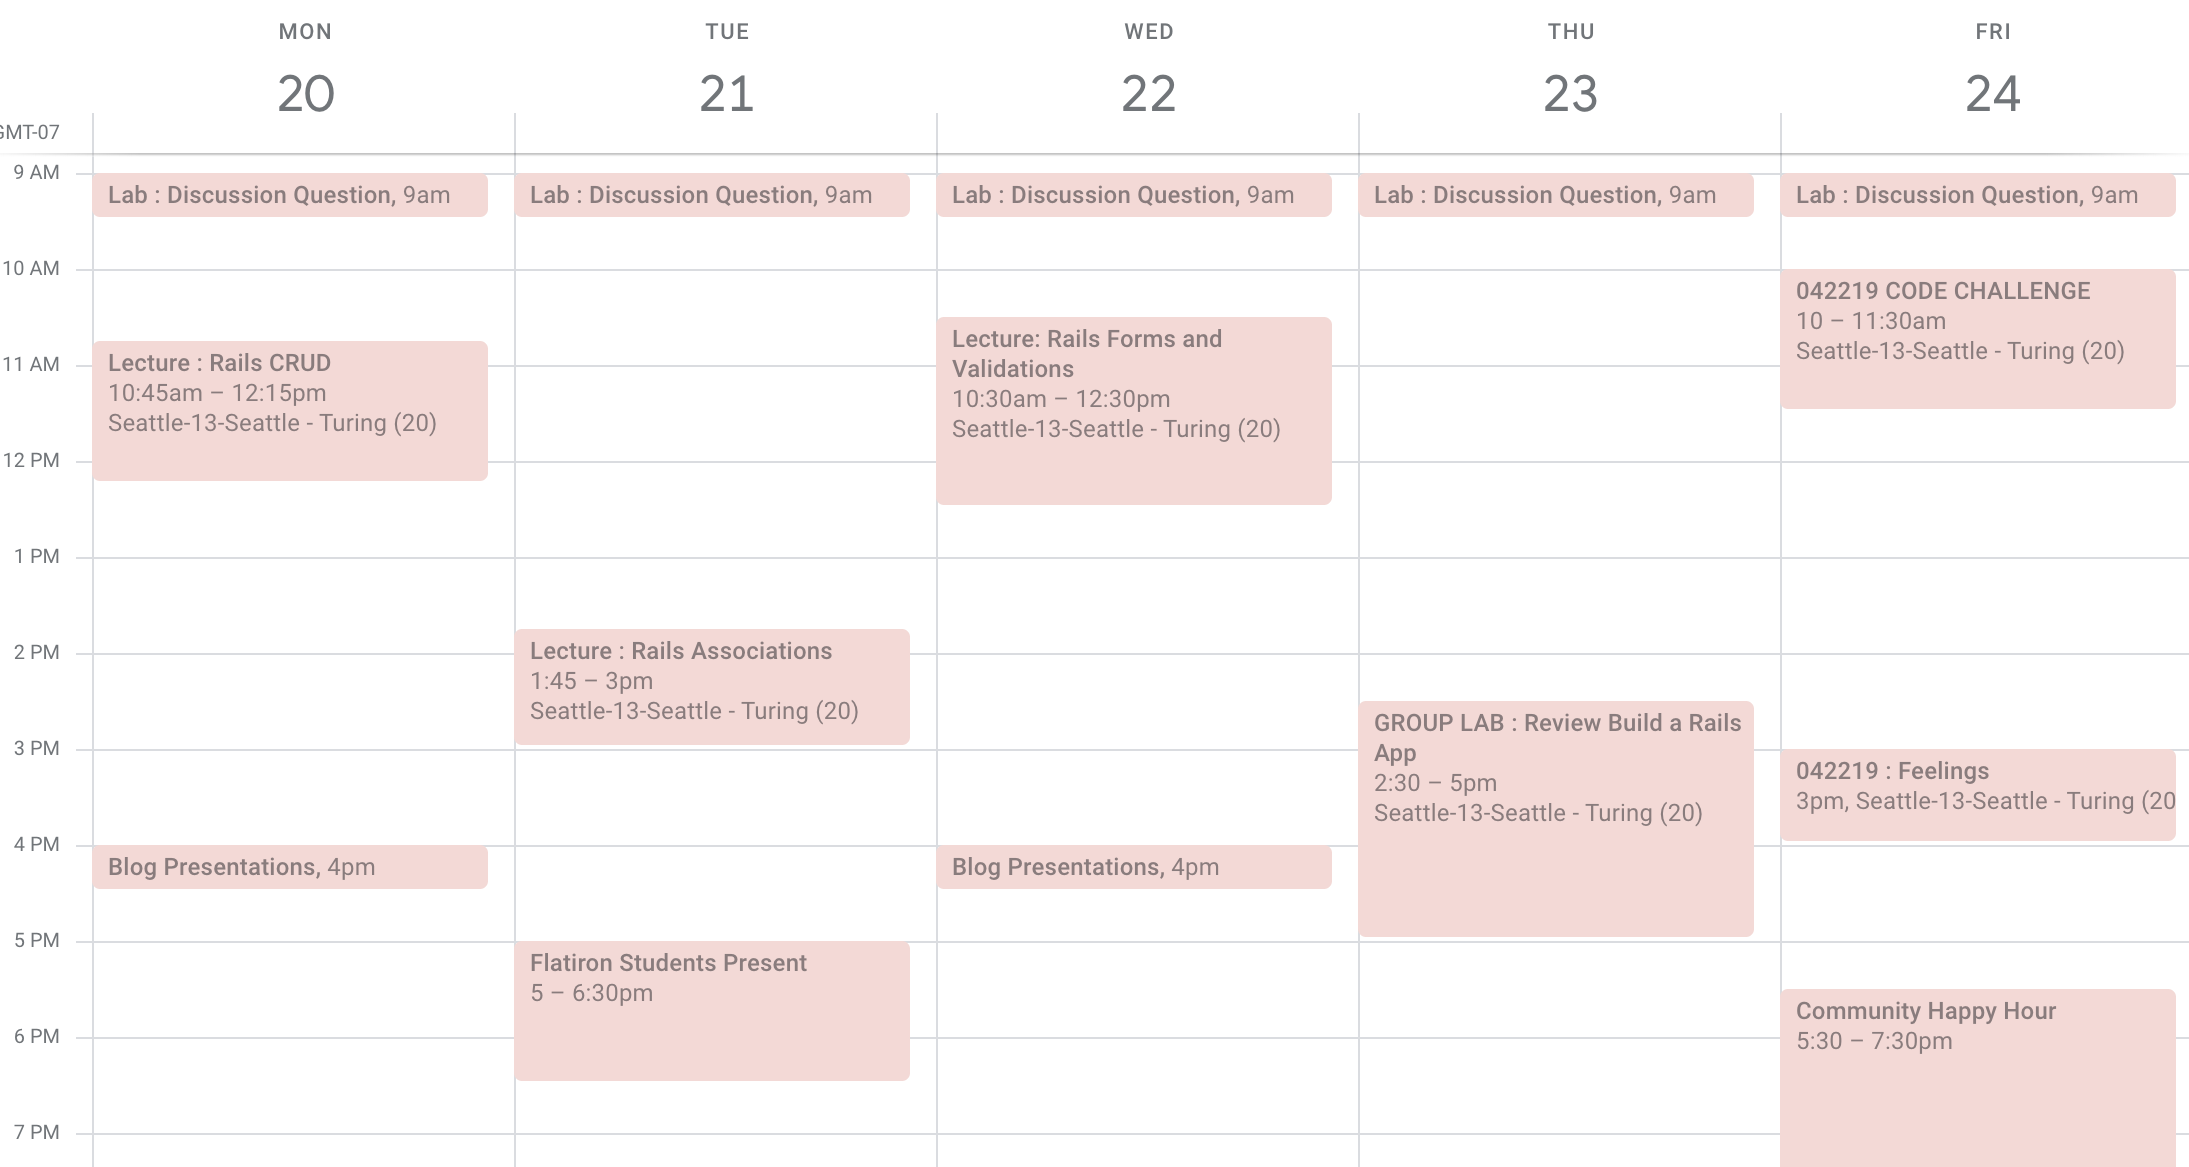 MON
TUE
WED
THU
FRI
20
21
22
23
24
GMT-07
9 AM
10 AM
11 AM
12 PM
1 PM
2 PM
3 PM
4 PM
5 PM
6 PM
7 PM
Lab : Discussion Question, 9am
Lecture : Rails CRUD
10:45am – 12:15pm
Seattle-13-Seattle - Turing (20)
Blog Presentations, 4pm
Lab : Discussion Question, 9am
Lecture : Rails Associations
1:45 – 3pm
Seattle-13-Seattle - Turing (20)
Flatiron Students Present
5 – 6:30pm
Lab : Discussion Question, 9am
Lecture: Rails Forms and
Validations
10:30am – 12:30pm
Seattle-13-Seattle - Turing (20)
Blog Presentations, 4pm
Lab : Discussion Question, 9am
GROUP LAB : Review Build a Rails
App
2:30 – 5pm
Seattle-13-Seattle - Turing (20)
Lab : Discussion Question, 9am
042219 CODE CHALLENGE
10 – 11:30am
Seattle-13-Seattle - Turing (20)
042219 : Feelings
3pm, Seattle-13-Seattle - Turing (20
Community Happy Hour
5:30 – 7:30pm